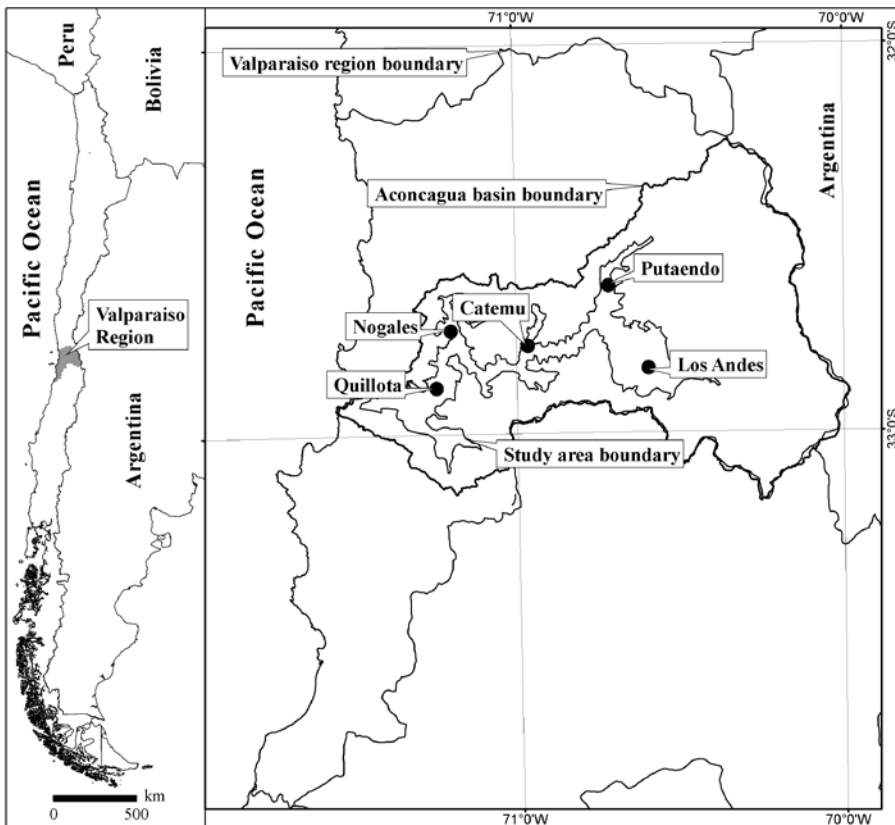 Peru
Bolivia
Pacific Ocean
Valparaiso
Region
Argentina
km
0 500
71°0'W 70°0'W
32°0'S
Valparaiso region boundary
Argentina
Aconcagua basin boundary
Pacific Ocean
Putaendo
Catemu
Nogales
Los Andes
Quillota
33°0'S
Study area boundary
71°0'W 70°0'W